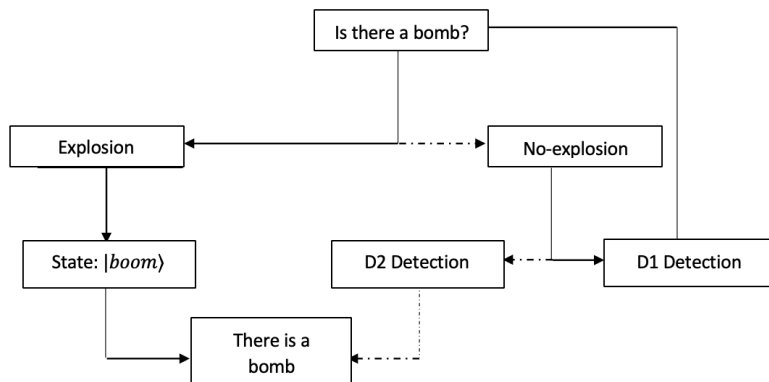 Is there a bomb?
Explosion
No-explosion
State: |boom⟩
D2 Detection
D1 Detection
There is a
bomb